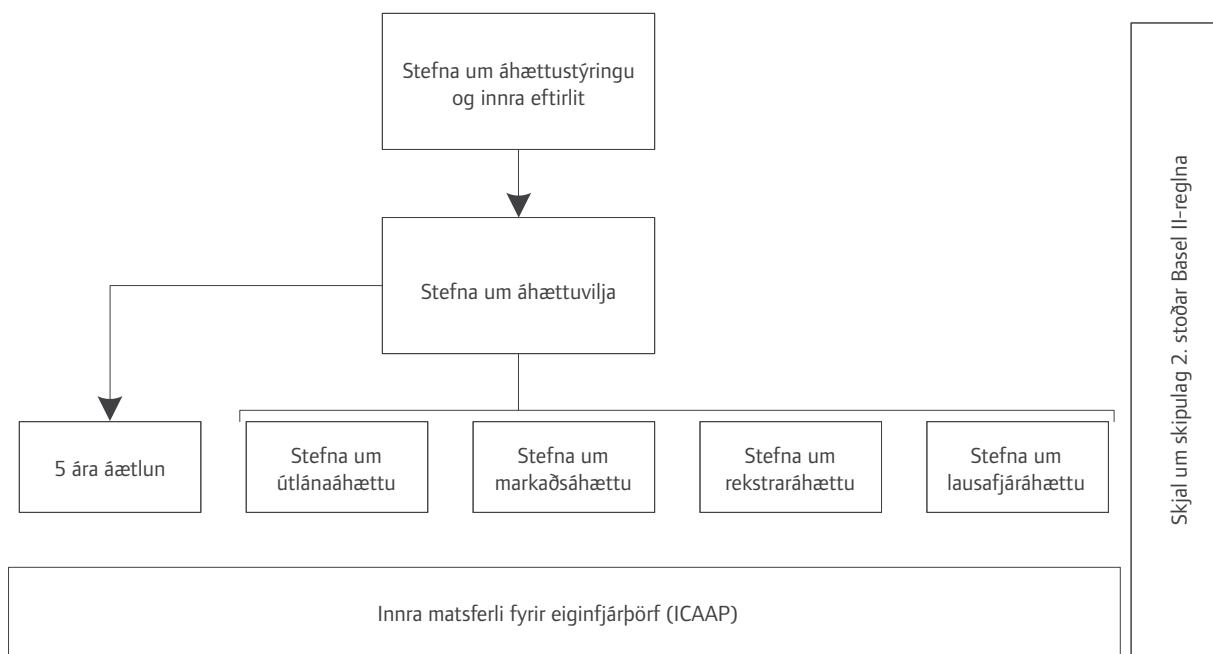 Stefna um áhættustýringu
og innra eftirlit
Stefna um áhættuvilja
5 ára áætlun
Stefna um
útlánaáhættu
Stefna um
markaðsáhættu
Stefna um
rekstraráhættu
Stefna um
lausafjáráhættu
Innra matsferli fyrir eiginfjárþörf (ICAAP)
Skjal um skipulag 2. stoðar Basel II-reglna